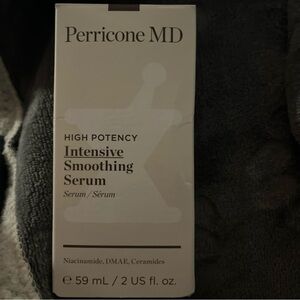 Perricone MD
HIGH POTENCY
Intensive
Smoothing
Serum
Serum / Sérum
Niacinamide, DMAE, Ceramides
℮ 59 mL / 2 US fl. oz.